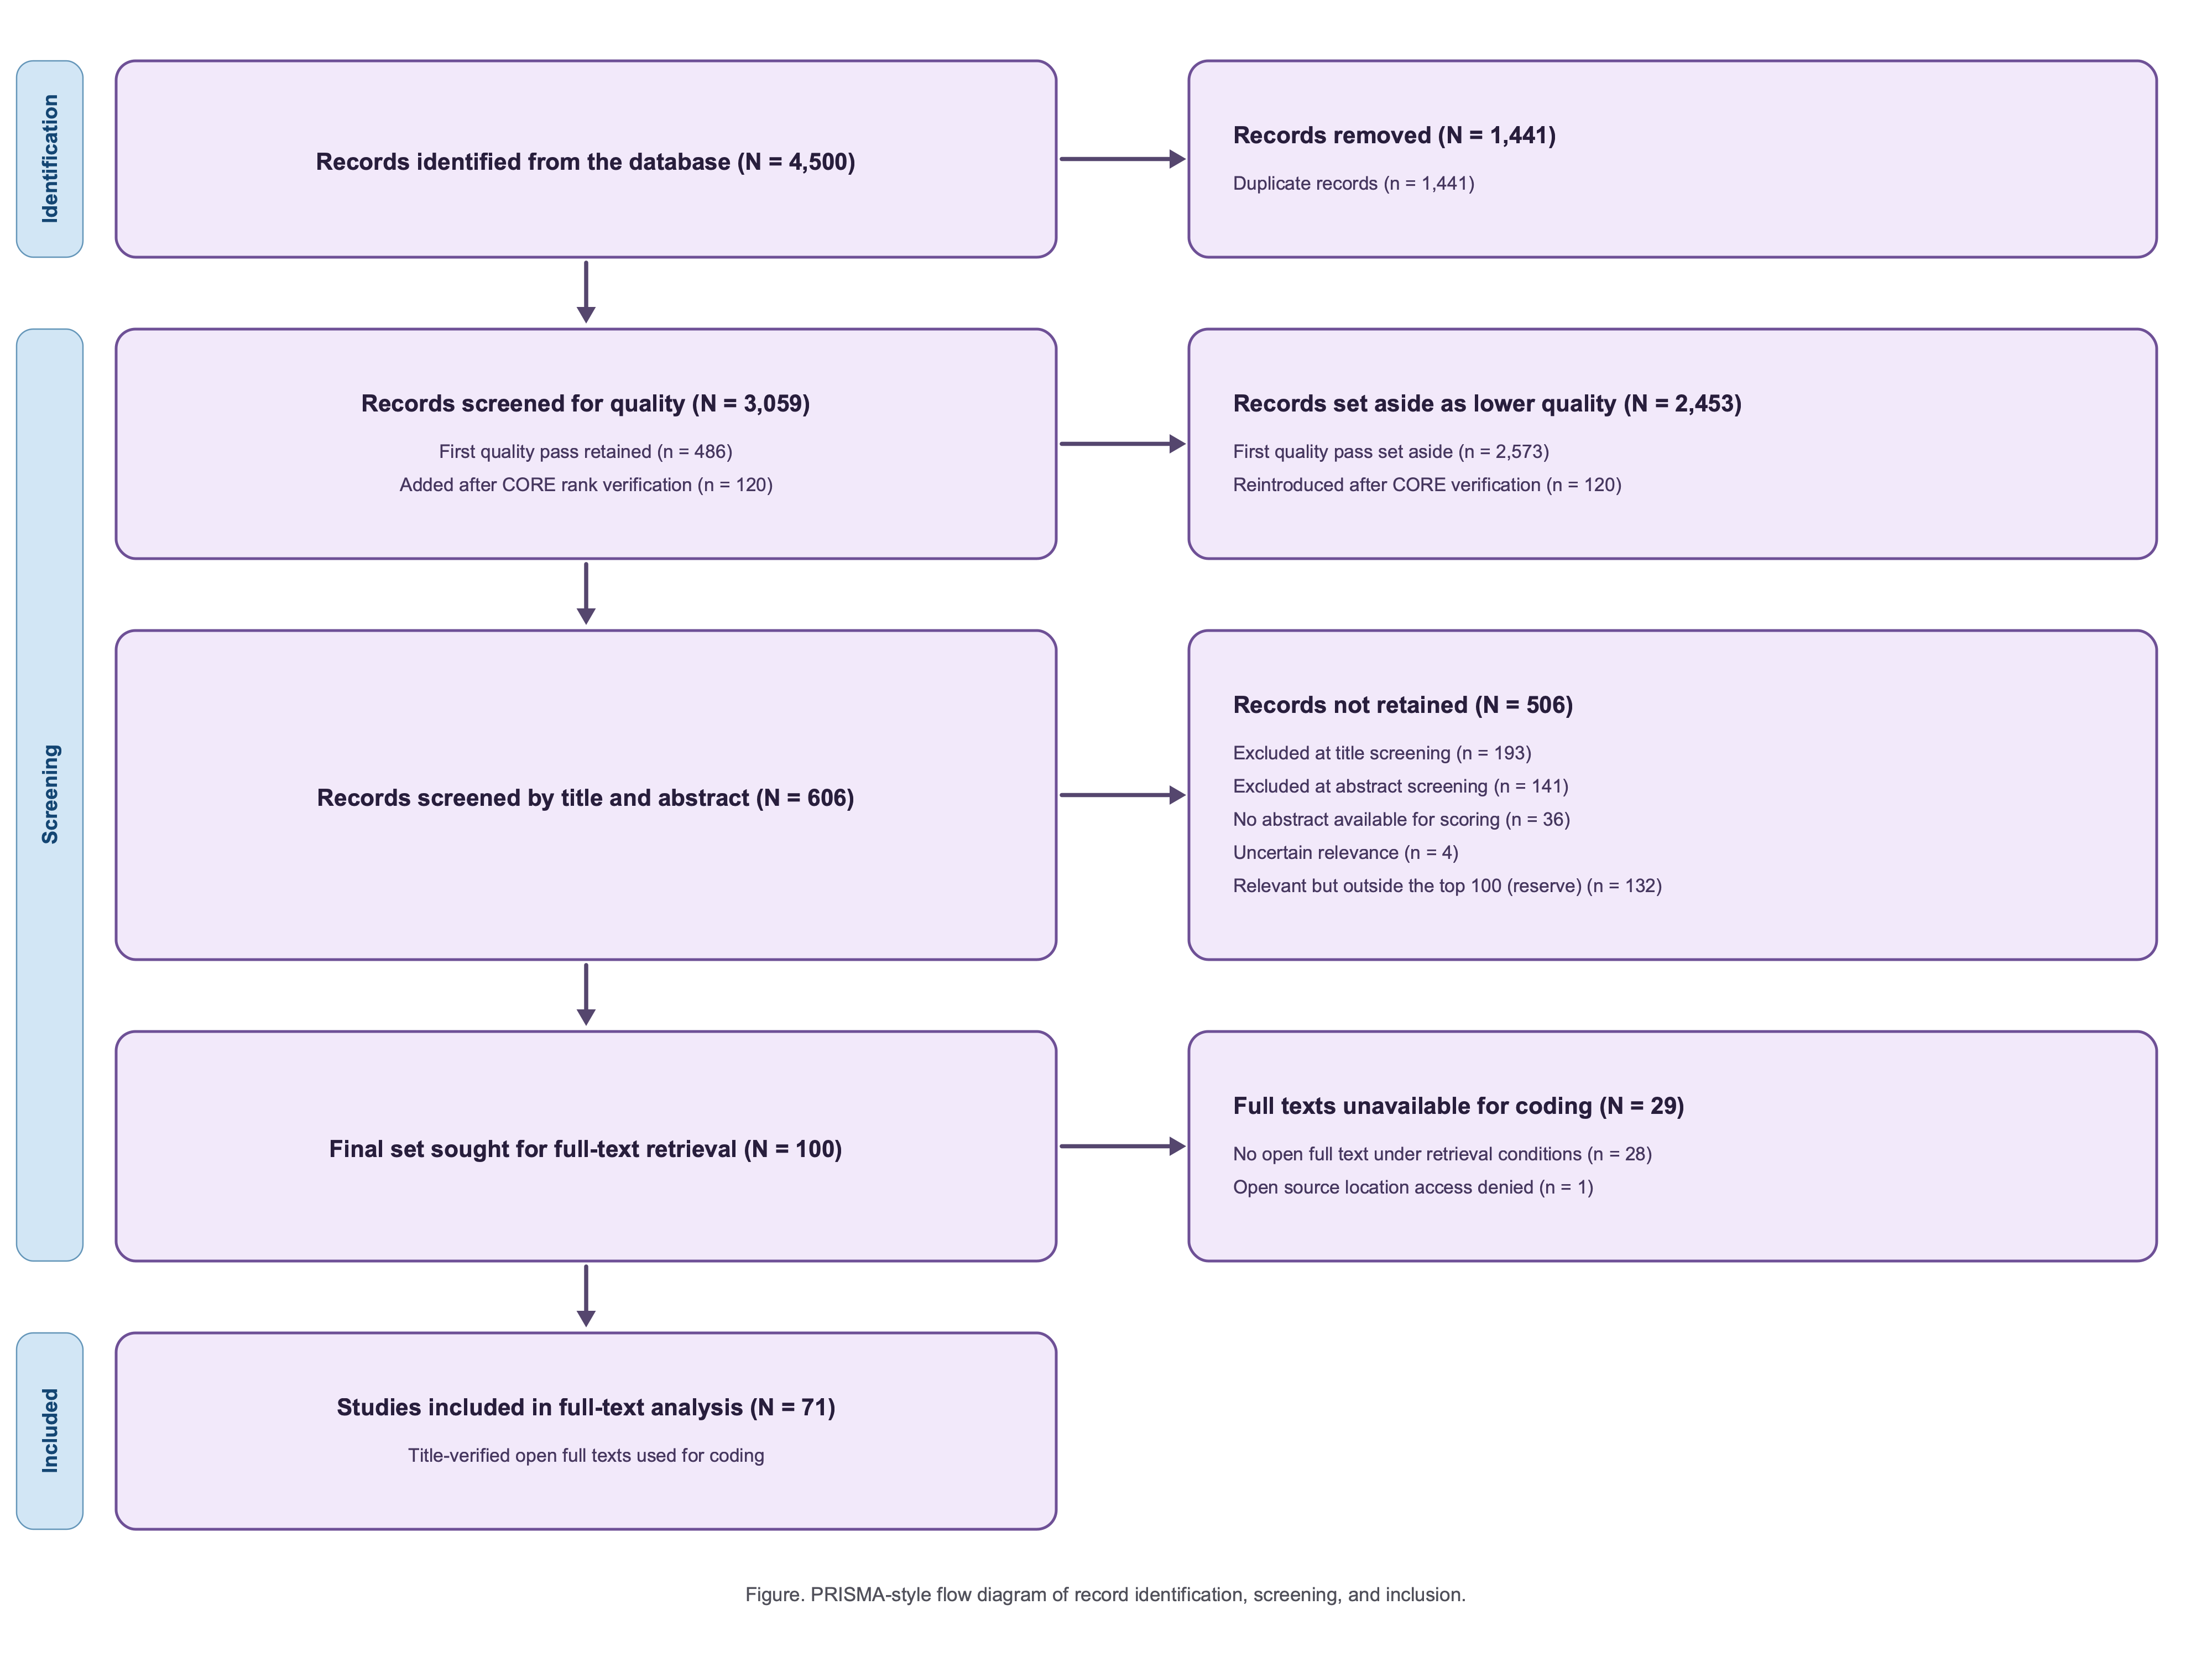 Identification
Records identified from the database (N = 4,500)
Records removed (N = 1,441)
Duplicate records (n = 1,441)
Screening
Records screened for quality (N = 3,059)
First quality pass retained (n = 486)
Added after CORE rank verification (n = 120)
Records set aside as lower quality (N = 2,453)
First quality pass set aside (n = 2,573)
Reintroduced after CORE verification (n = 120)
Records screened by title and abstract (N = 606)
Records not retained (N = 506)
Excluded at title screening (n = 193)
Excluded at abstract screening (n = 141)
No abstract available for scoring (n = 36)
Uncertain relevance (n = 4)
Relevant but outside the top 100 (reserve) (n = 132)
Final set sought for full-text retrieval (N = 100)
Full texts unavailable for coding (N = 29)
No open full text under retrieval conditions (n = 28)
Open source location access denied (n = 1)
Included
Studies included in full-text analysis (N = 71)
Title-verified open full texts used for coding
Figure. PRISMA-style flow diagram of record identification, screening, and inclusion.